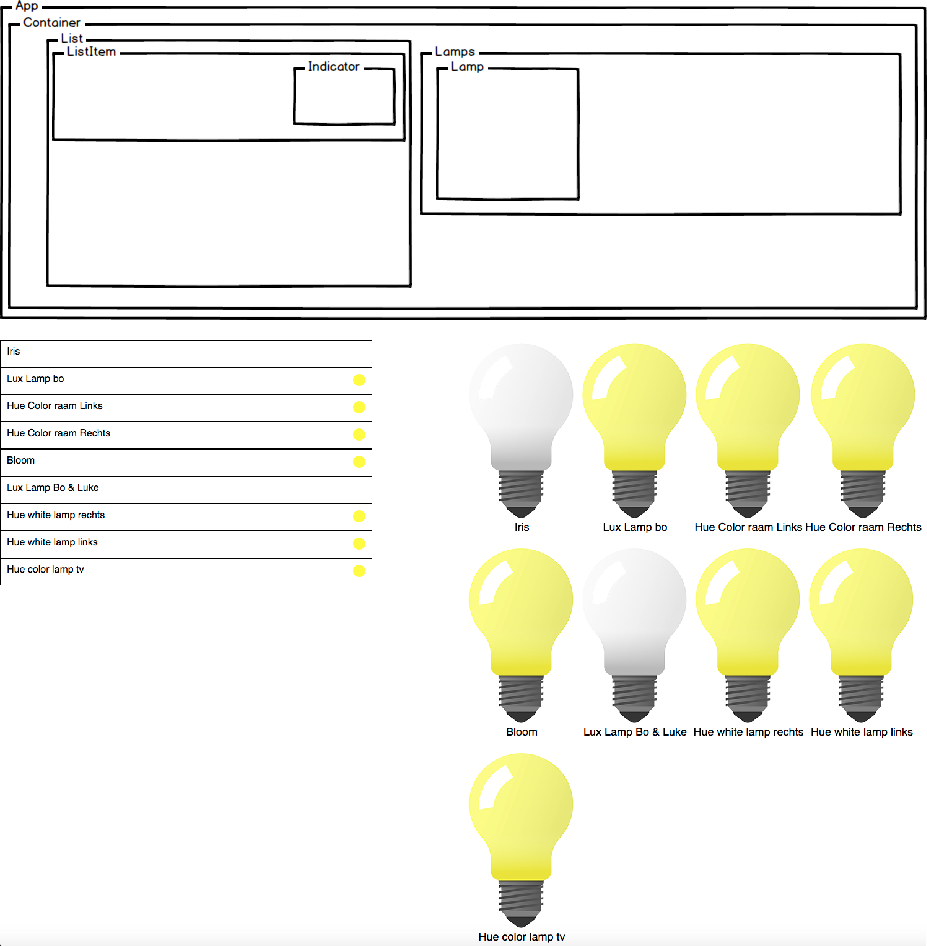 App
Container
List
ListItem
Indicator
Lamps
Lamp
Iris
Lux Lamp bo
Hue Color raam Links
Hue Color raam Rechts
Bloom
Lux Lamp Bo & Luke
Hue white lamp rechts
Hue white lamp links
Hue color lamp tv
Iris
Lux Lamp bo
Hue Color raam Links
Hue Color raam Rechts
Bloom
Lux Lamp Bo & Luke
Hue white lamp rechts
Hue white lamp links
Hue color lamp tv